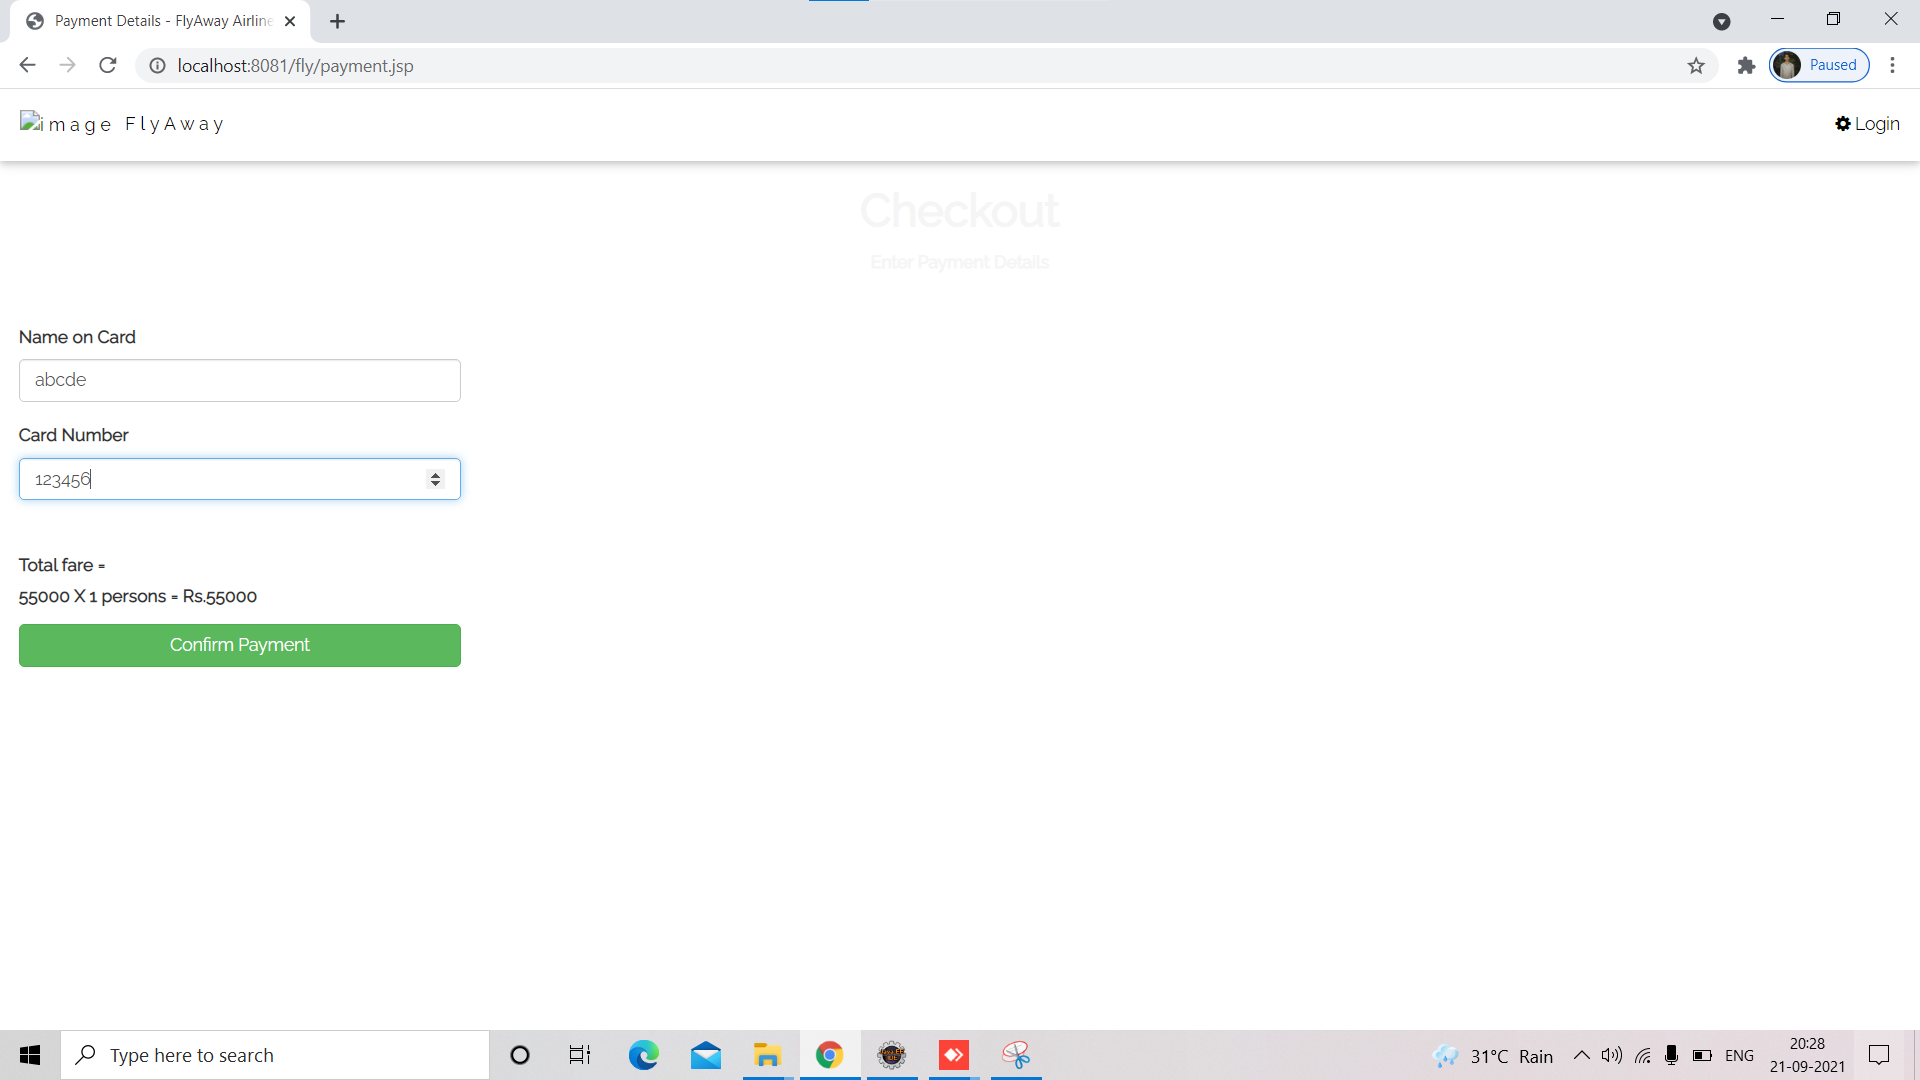 Payment Details - FlyAway Airline
localhost:8081/fly/payment.jsp
Paused
image FlyAway
Login
Checkout
Enter Payment Details
Name on Card
abcde
Card Number
123456
Total fare =
55000 X 1 persons = Rs.55000
Confirm Payment
Type here to search
31°C Rain
ENG
20:28
21-09-2021